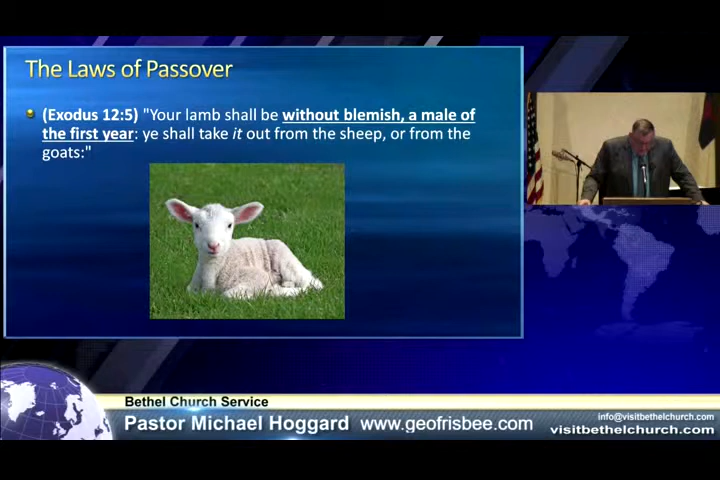 The Laws of Passover
(Exodus 12:5) "Your lamb shall be without blemish, a male of
the first year: ye shall take it out from the sheep, or from the
goats:"
Bethel Church Service
Pastor Michael Hoggard www.geofrisbee.com
info@visitbethelchurch.com
visitbethelchurch.com